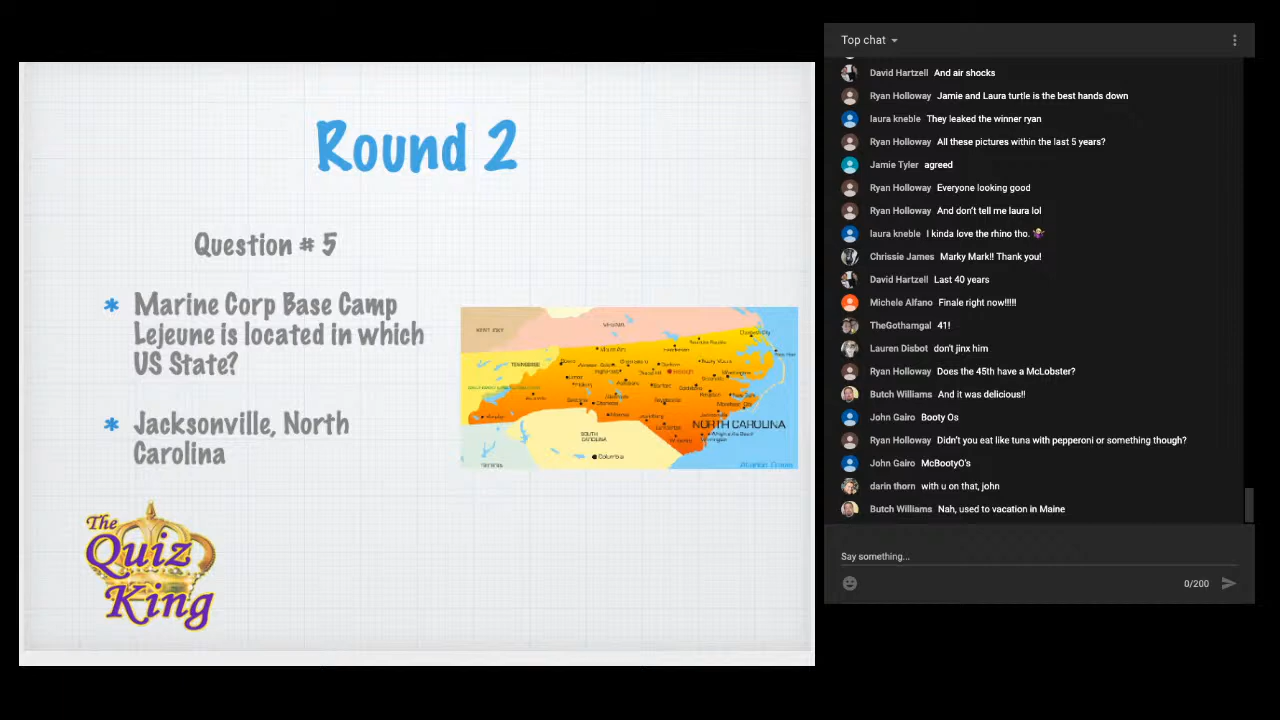 Round 2
Question # 5
Marine Corp Base Camp
Lejeune is located in which
US State?
Jacksonville, North
Carolina
NORTH CAROLINA
SOUTH
CAROLINA
Columbia
Atlantic Ocean
The
Quiz
King
Top chat
David Hartzell And air shocks
Ryan Holloway Jamie and Laura turtle is the best hands down
laura kneble They leaked the winner ryan
Ryan Holloway All these pictures within the last 5 years?
Jamie Tyler agreed
Ryan Holloway Everyone looking good
Ryan Holloway And don't tell me laura lol
laura kneble I kinda love the rhino tho. 🤷🏼‍♀️
Chrissie James Marky Mark!! Thank you!
David Hartzell Last 40 years
Michele Alfano Finale right now!!!!!
TheGothamgal 41!
Lauren Disbot don't jinx him
Ryan Holloway Does the 45th have a McLobster?
Butch Williams And it was delicious!!
John Gairo Booty Os
Ryan Holloway Didn't you eat like tuna with pepperoni or something though?
John Gairo McBootyO's
darin thorn with u on that, john
Butch Williams Nah, used to vacation in Maine
Say something...
0/200